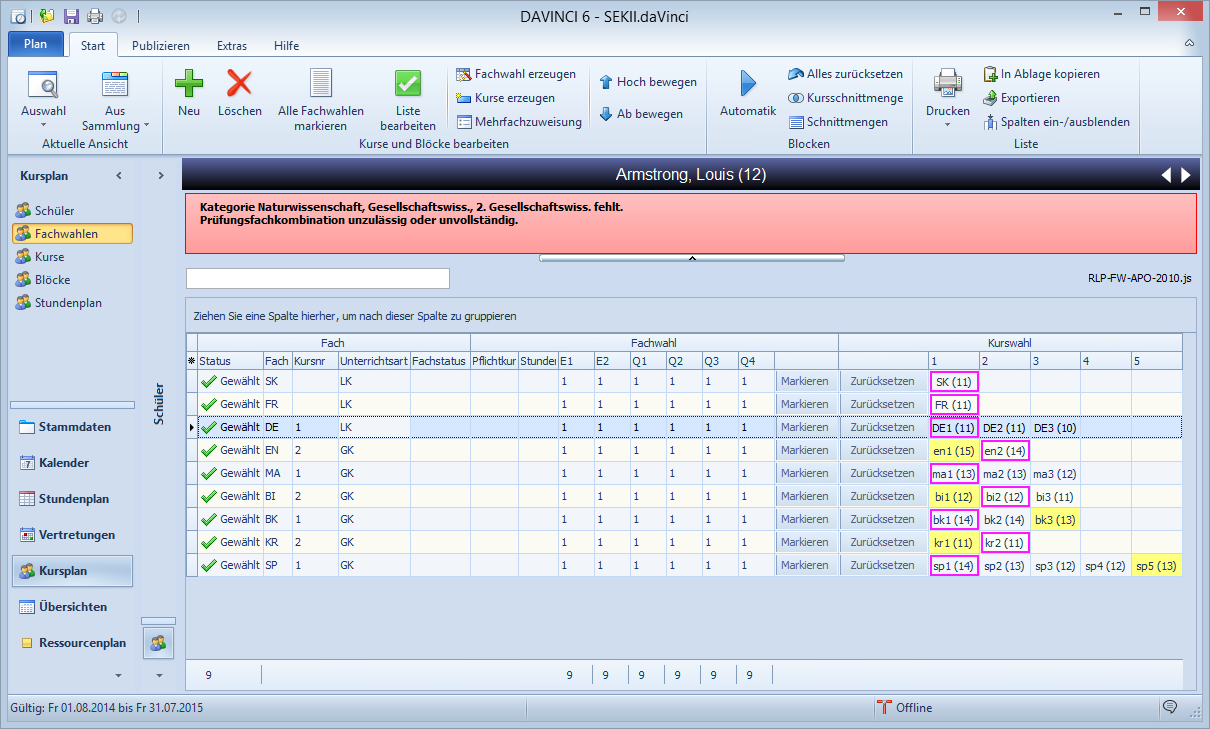 DAVINCI 6 - SEKII.daVinci
Plan Start Publizieren Extras Hilfe
Auswahl
Aus Sammlung
Aktuelle Ansicht
Neu
Löschen
Alle Fachwahlen markieren
Liste bearbeiten
Fachwahl erzeugen
Kurse erzeugen
Mehrfachzuweisung
Hoch bewegen
Ab bewegen
Kurse und Blöcke bearbeiten
Automatik
Alles zurücksetzen
Kursschnittmenge
Schnittmengen
Blocken
Drucken
In Ablage kopieren
Exportieren
Spalten ein-/ausblenden
Liste
Kursplan
Schüler
Fachwahlen
Kurse
Blöcke
Stundenplan
Stammdaten
7 Kalender
Stundenplan
Vertretungen
Kursplan
Übersichten
Ressourcenplan
Schüler
Armstrong, Louis (12)
Kategorie Naturwissenschaft, Gesellschaftswiss., 2. Gesellschaftswiss. fehlt.
Prüfungsfachkombination unzulässig oder unvollständig.
RLP-FW-APO-2010.js
Ziehen Sie eine Spalte hierher, um nach dieser Spalte zu gruppieren
Fach Fachwahl Kurswahl
Status Fach Kursnr Unterrichtsart Fachstatus Pflichtkur Stunden E1 E2 Q1 Q2 Q3 Q4 1 2 3 4 5
Gewählt SK LK 1 1 1 1 1 1 Markieren Zurücksetzen SK (11)
Gewählt FR LK 1 1 1 1 1 1 Markieren Zurücksetzen FR (11)
Gewählt DE 1 LK 1 1 1 1 1 1 Markieren Zurücksetzen DE1 (11) DE2 (11) DE3 (10)
Gewählt EN 2 GK 1 1 1 1 1 1 Markieren Zurücksetzen en1 (15) en2 (14)
Gewählt MA 1 GK 1 1 1 1 1 1 Markieren Zurücksetzen ma1 (13) ma2 (13) ma3 (12)
Gewählt BI 2 GK 1 1 1 1 1 1 Markieren Zurücksetzen bi1 (12) bi2 (12) bi3 (11)
Gewählt BK 1 GK 1 1 1 1 1 1 Markieren Zurücksetzen bk1 (14) bk2 (14) bk3 (13)
Gewählt KR 2 GK 1 1 1 1 1 1 Markieren Zurücksetzen kr1 (11) kr2 (11)
Gewählt SP 1 GK 1 1 1 1 1 1 Markieren Zurücksetzen sp1 (14) sp2 (13) sp3 (12) sp4 (12) sp5 (13)
9 9 9 9 9 9 9
Gültig: Fr 01.08.2014 bis Fr 31.07.2015
Offline